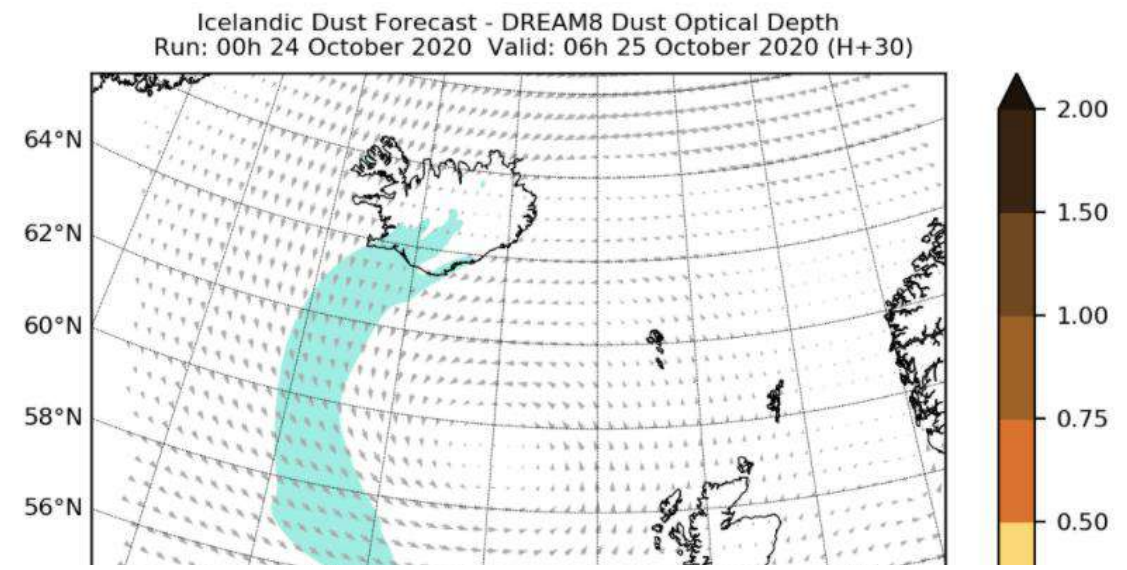 Icelandic Dust Forecast - DREAM8 Dust Optical Depth
Run: 00h 24 October 2020  Valid: 06h 25 October 2020 (H+30)
64°N
62°N
60°N
58°N
56°N
2.00
1.50
1.00
0.75
0.50